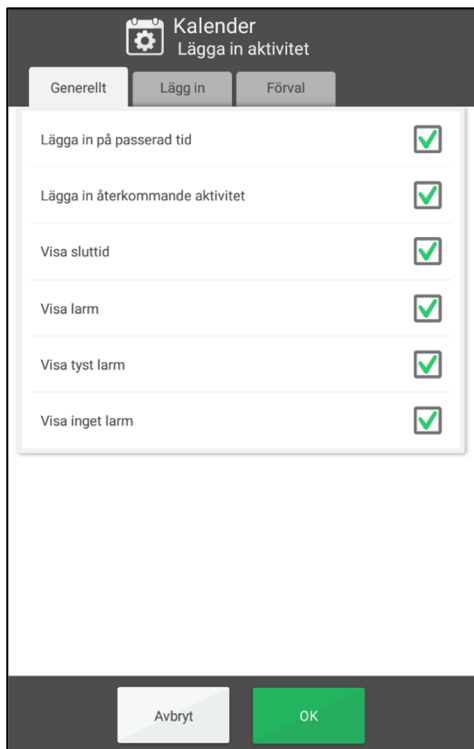 Kalender
Lägga in aktivitet
Generellt
Lägg in
Förval
Lägga in på passerad tid
Lägga in återkommande aktivitet
Visa sluttid
Visa larm
Visa tyst larm
Visa inget larm
Avbryt
OK